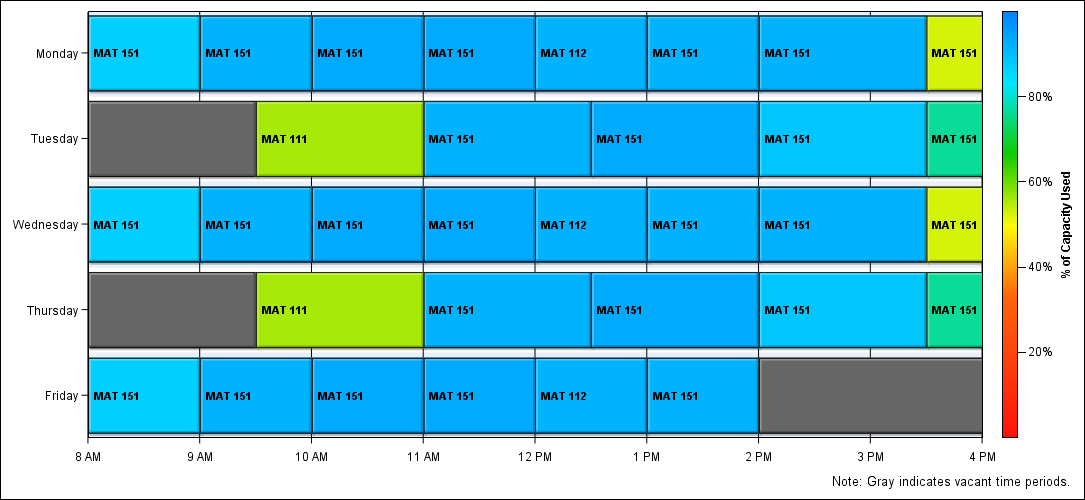 Monday MAT 151 MAT 151 MAT 151 MAT 151 MAT 112 MAT 151 MAT 151 MAT 151
Tuesday MAT 111 MAT 151 MAT 151 MAT 151 MAT 151
Wednesday MAT 151 MAT 151 MAT 151 MAT 151 MAT 112 MAT 151 MAT 151 MAT 151
Thursday MAT 111 MAT 151 MAT 151 MAT 151 MAT 151
Friday MAT 151 MAT 151 MAT 151 MAT 151 MAT 112 MAT 151
8 AM 9 AM 10 AM 11 AM 12 PM 1 PM 2 PM 3 PM 4 PM
80%
60%
40%
20%
% of Capacity Used
Note: Gray indicates vacant time periods.